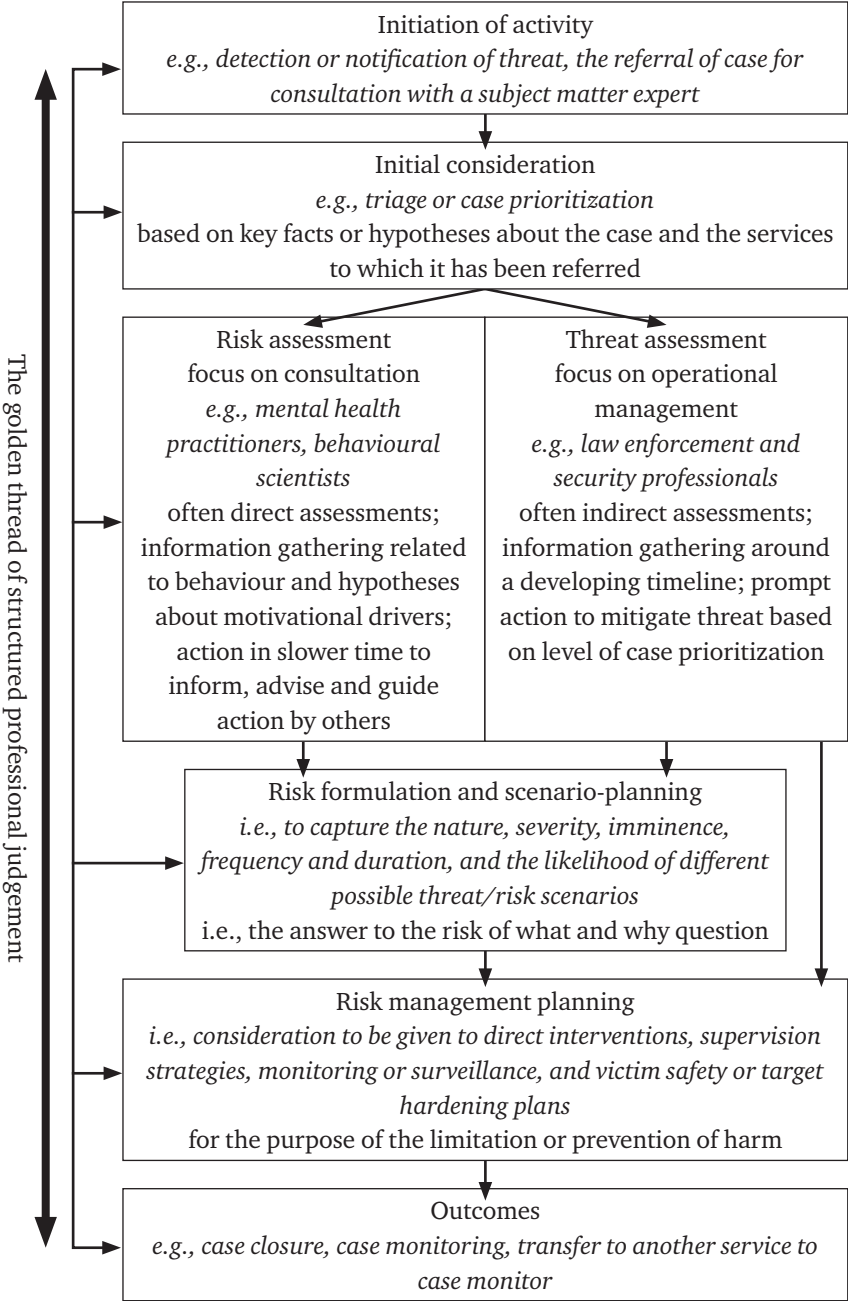 Initiation of activity
e.g., detection or notification of threat, the referral of case for
consultation with a subject matter expert
Initial consideration
e.g., triage or case prioritization
based on key facts or hypotheses about the case and the services
to which it has been referred
Risk assessment
focus on consultation
e.g., mental health
practitioners, behavioural
scientists
often direct assessments;
information gathering related
to behaviour and hypotheses
about motivational drivers;
action in slower time to
inform, advise and guide
action by others
Threat assessment
focus on operational
management
e.g., law enforcement and
security professionals
often indirect assessments;
information gathering around
a developing timeline; prompt
action to mitigate threat based
on level of case prioritization
Risk formulation and scenario-planning
i.e., to capture the nature, severity, imminence,
frequency and duration, and the likelihood of different
possible threat/risk scenarios
i.e., the answer to the risk of what and why question
Risk management planning
i.e., consideration to be given to direct interventions, supervision
strategies, monitoring or surveillance, and victim safety or target
hardening plans
for the purpose of the limitation or prevention of harm
Outcomes
e.g., case closure, case monitoring, transfer to another service to
case monitor
The golden thread of structured professional judgement